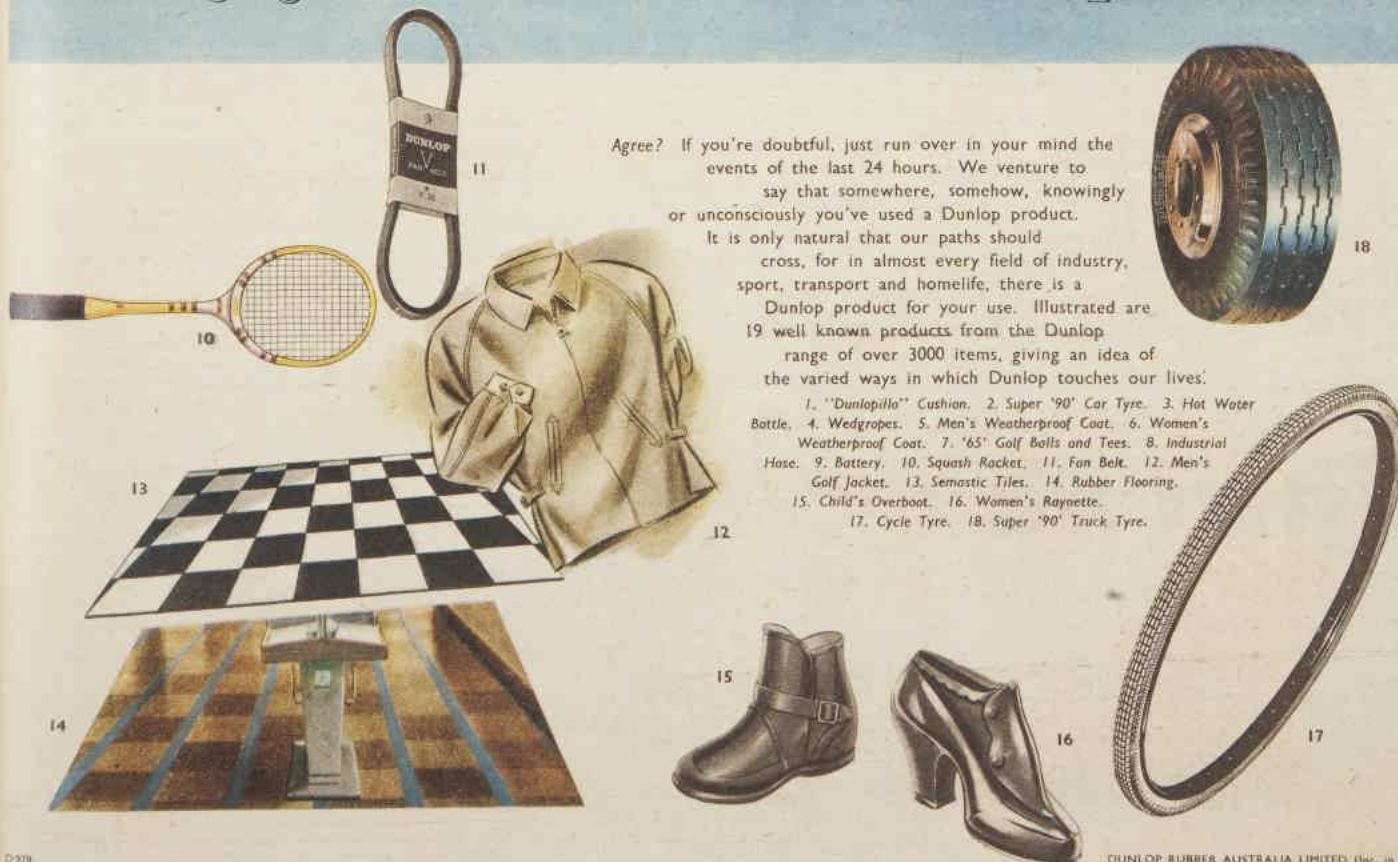 DUNLOP
FAN BELT
11
Agree? If you're doubtful, just run over in your mind the
events of the last 24 hours. We venture to
say that somewhere, somehow, knowingly
or unconsciously you've used a Dunlop product.
It is only natural that our paths should
cross, for in almost every field of industry,
sport, transport and homelife, there is a
Dunlop product for your use. Illustrated are
19 well known products from the Dunlop
range of over 3000 items, giving an idea of
the varied ways in which Dunlop touches our lives.
1. "Dunlopillo" Cushion. 2. Super '90' Car Tyre. 3. Hot Water
Bottle. 4. Wedgropes. 5. Men's Weatherproof Coat. 6. Women's
Weatherproof Coat. 7. '65' Golf Balls and Tees. 8. Industrial
Hose. 9. Battery. 10. Squash Racket. 11. Fan Belt. 12. Men's
Golf Jacket. 13. Semastic Tiles. 14. Rubber Flooring.
15. Child's Overboot. 16. Women's Raynette.
17. Cycle Tyre. 18. Super '90' Truck Tyre.
18
10
13
12
14
15
16
17
DUNLOP RUBBER AUSTRALIA LIMITED